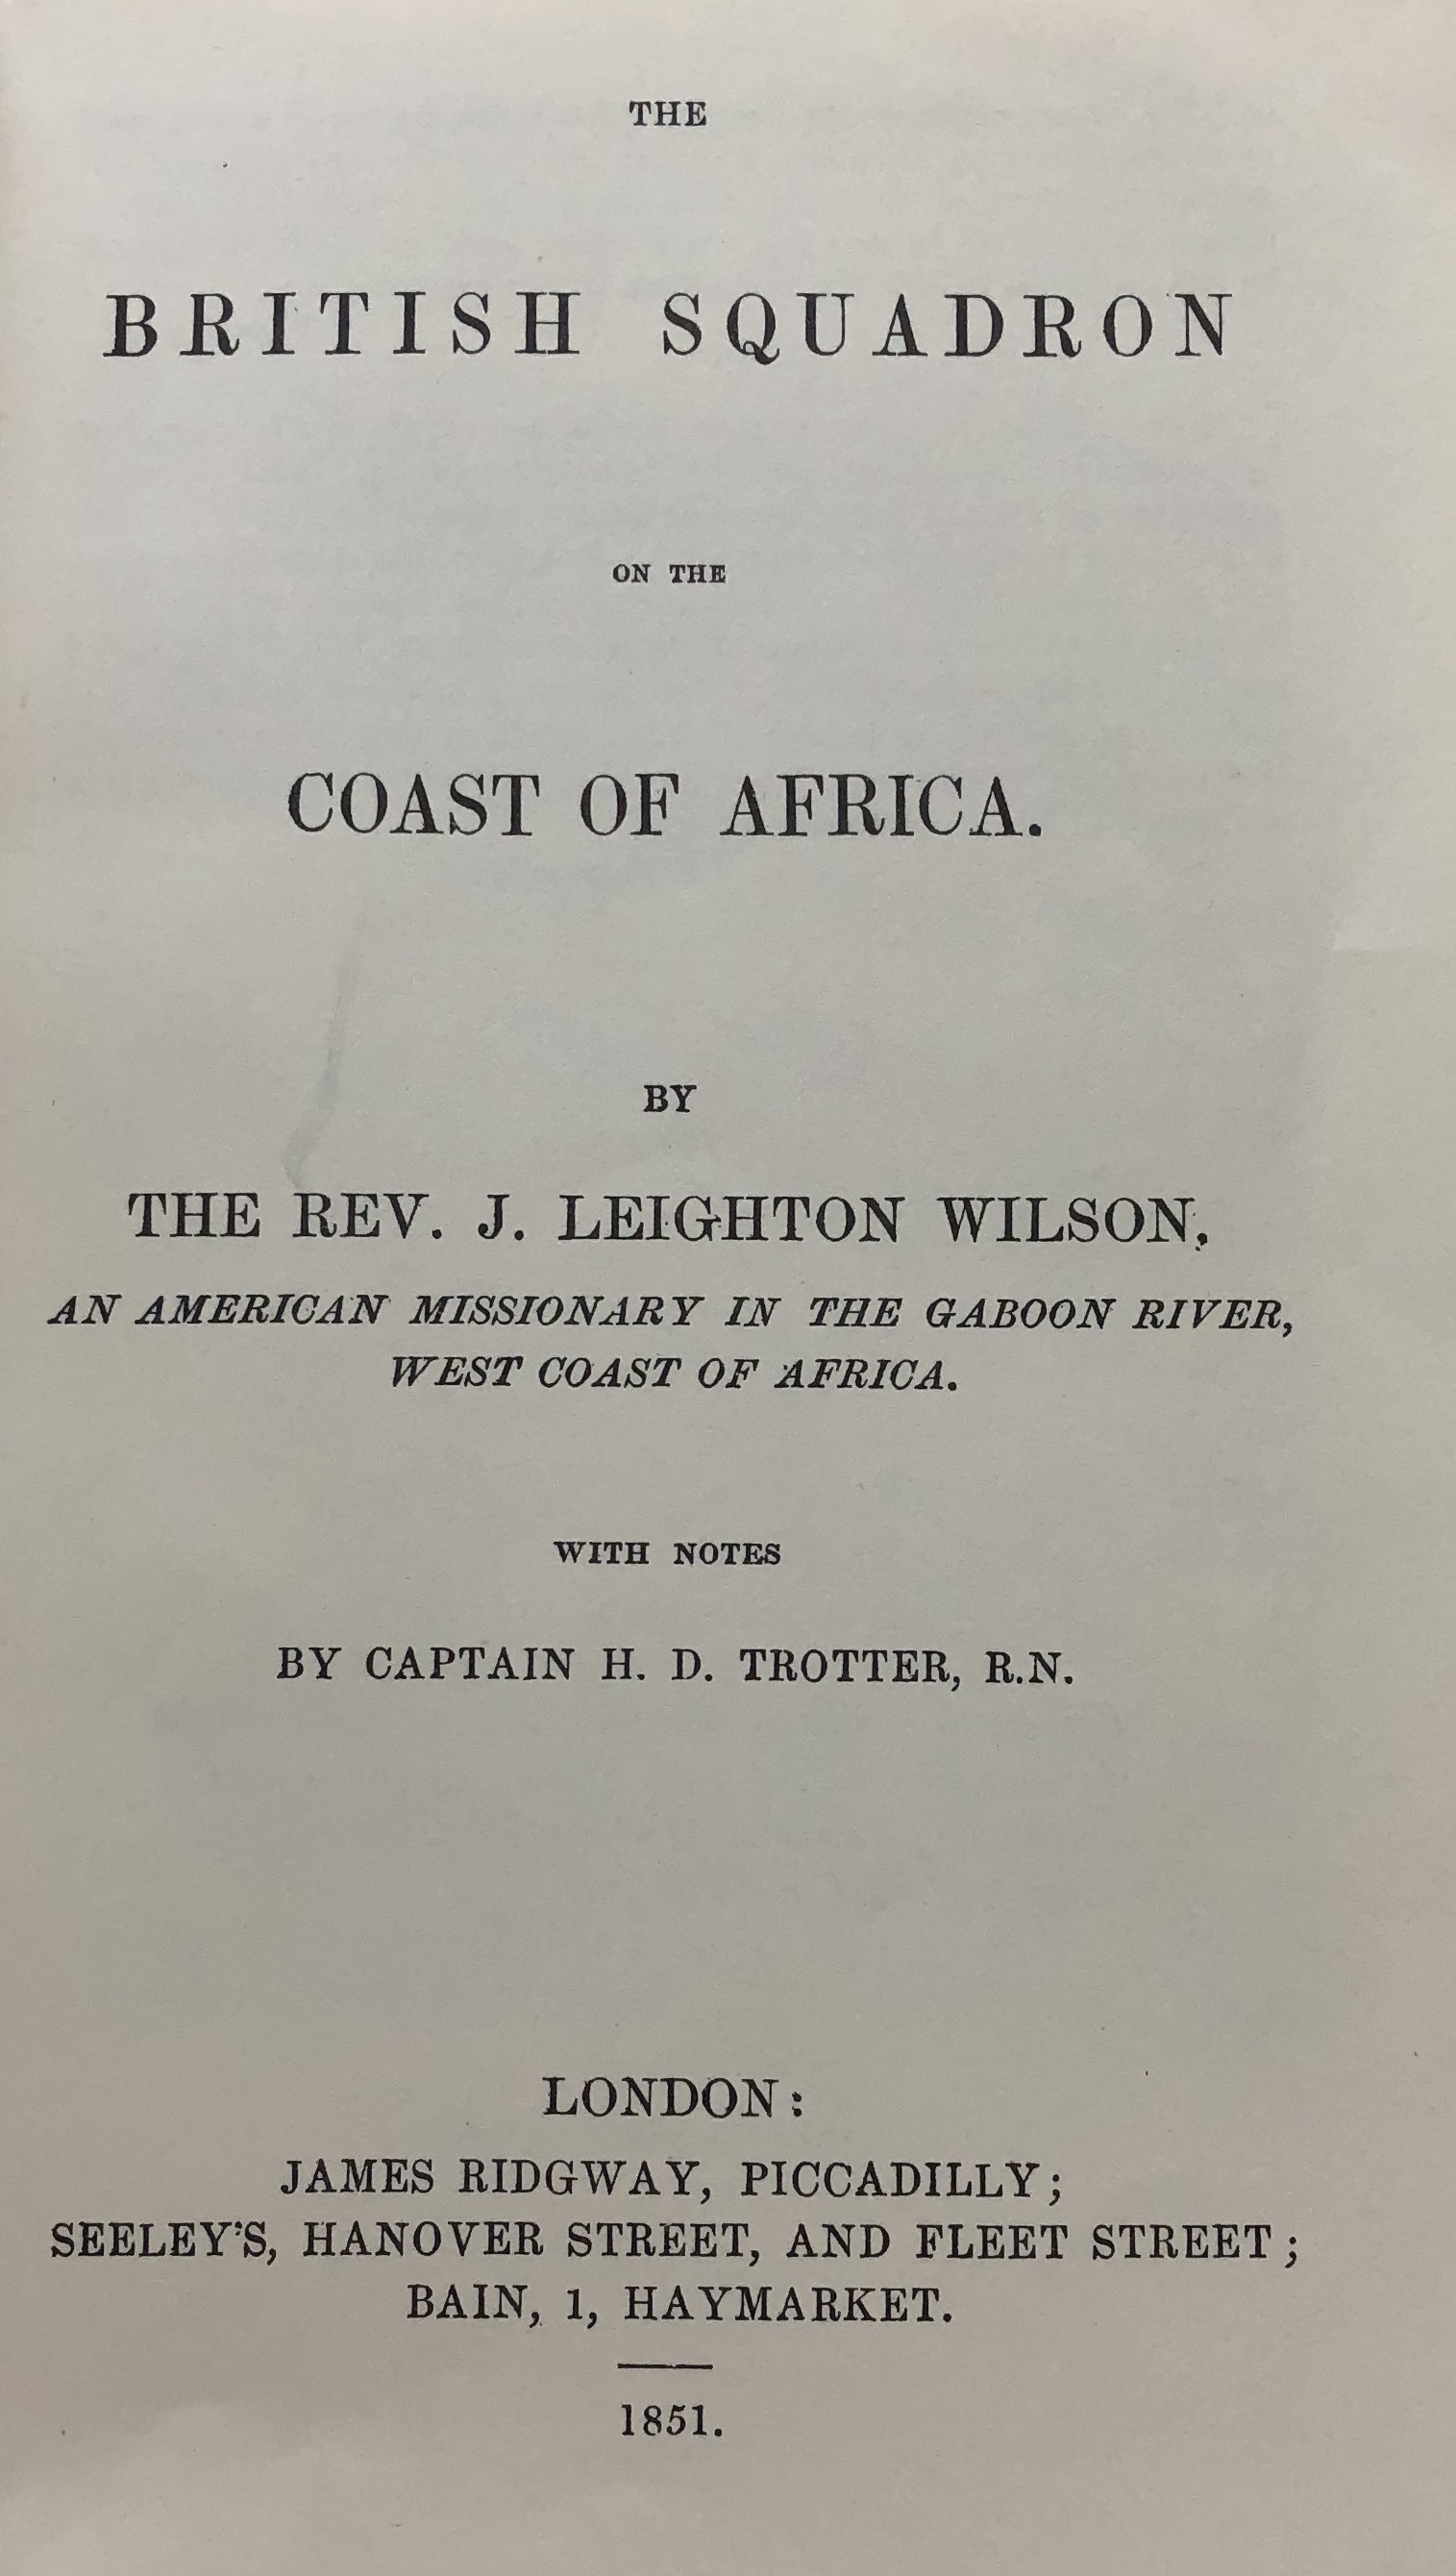 THE
BRITISH SQUADRON
ON THE
COAST OF AFRICA.
BY
THE REV. J. LEIGHTON WILSON,
AN AMERICAN MISSIONARY IN THE GABOON RIVER,
WEST COAST OF AFRICA.
WITH NOTES
BY CAPTAIN H. D. TROTTER, R.N.
LONDON:
JAMES RIDGWAY, PICCADILLY;
SEELEY'S, HANOVER STREET, AND FLEET STREET;
BAIN, 1, HAYMARKET.
1851.